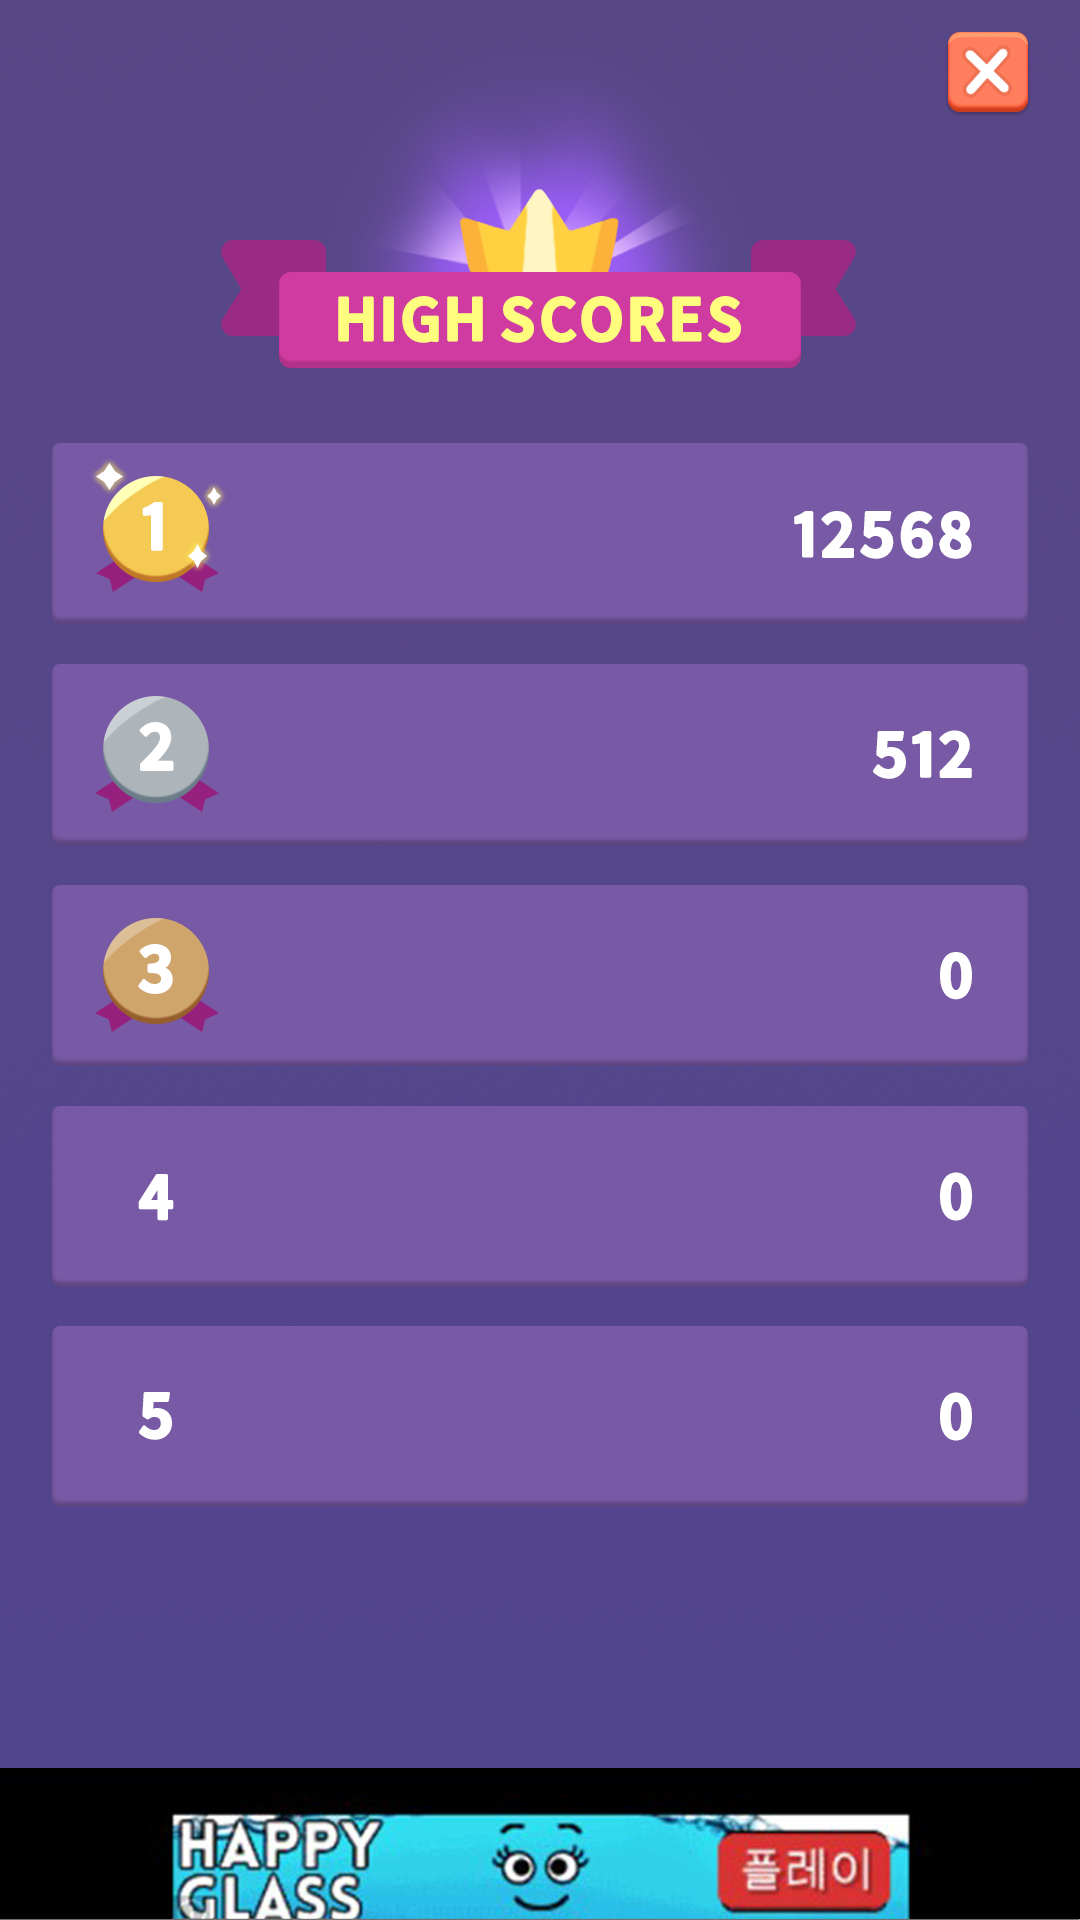 HIGH SCORES
1 12568
2 512
3 0
4 0
5 0
HAPPY
GLASS
플레이